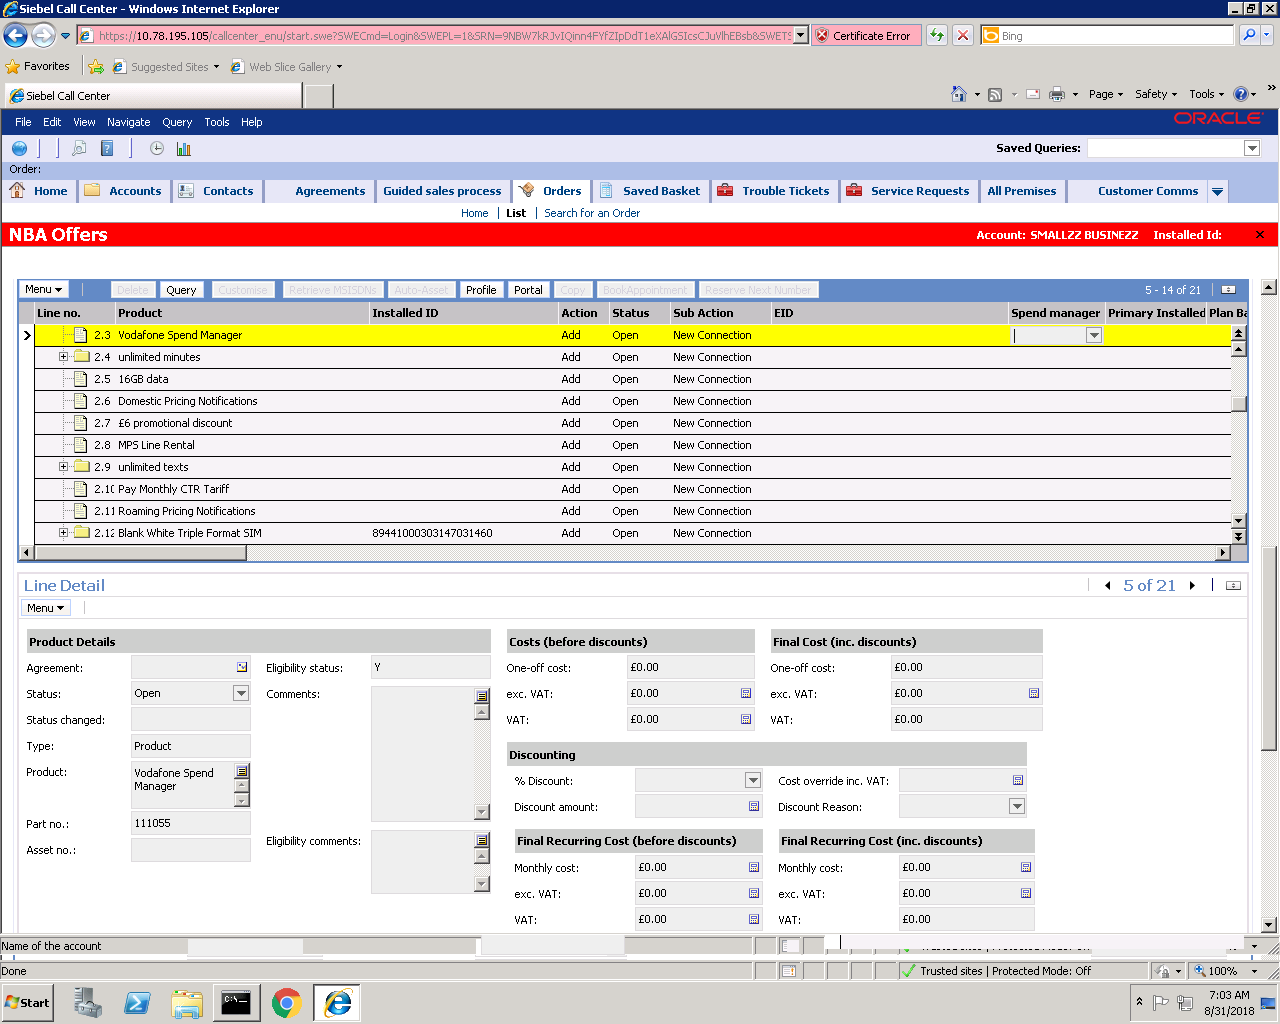 Siebel Call Center - Windows Internet Explorer
https://10.78.195.105/callcenter_enu/start.swe?SWECmd=Login&SWEPL=1&SRN=9NBW7kRJvIQinn4FYfZIpDdT1eXAlGSIcsCJuVlhEBsb&SWETS
Certificate Error
Bing
Favorites
Suggested Sites
Web Slice Gallery
Siebel Call Center
Page
Safety
Tools
File Edit View Navigate Query Tools Help
ORACLE
Saved Queries:
Order:
Home Accounts Contacts Agreements Guided sales process Orders Saved Basket Trouble Tickets Service Requests All Premises Customer Comms
Home | List | Search for an Order
NBA Offers
Account: SMALLZZ BUSINEZZ Installed Id:
Menu Delete Query Customise Retrieve MSISDNs Auto-Asset Profile Portal Copy BookAppointment Reserve Next Number 5 - 14 of 21
Line no. Product Installed ID Action Status Sub Action EID Spend manager Primary Installed Plan Ba
2.3 Vodafone Spend Manager Add Open New Connection
2.4 unlimited minutes Add Open New Connection
2.5 16GB data Add Open New Connection
2.6 Domestic Pricing Notifications Add Open New Connection
2.7 £6 promotional discount Add Open New Connection
2.8 MPS Line Rental Add Open New Connection
2.9 unlimited texts Add Open New Connection
2.10 Pay Monthly CTR Tariff Add Open New Connection
2.11 Roaming Pricing Notifications Add Open New Connection
2.12 Blank White Triple Format SIM 89441000303147031460 Add Open New Connection
Line Detail
5 of 21
Menu
Product Details
Agreement:
Status: Open
Status changed:
Type: Product
Product: Vodafone Spend Manager
Part no.: 111055
Asset no.:
Eligibility status: Y
Comments:
Eligibility comments:
Costs (before discounts)
One-off cost: £0.00
exc. VAT: £0.00
VAT: £0.00
Final Cost (inc. discounts)
One-off cost: £0.00
exc. VAT: £0.00
VAT: £0.00
Discounting
% Discount:
Cost override inc. VAT:
Discount amount:
Discount Reason:
Final Recurring Cost (before discounts)
Monthly cost: £0.00
exc. VAT: £0.00
VAT: £0.00
Final Recurring Cost (inc. discounts)
Monthly cost: £0.00
exc. VAT: £0.00
VAT: £0.00
Name of the account
Done
Trusted sites | Protected Mode: Off
100%
Start
7:03 AM
8/31/2018